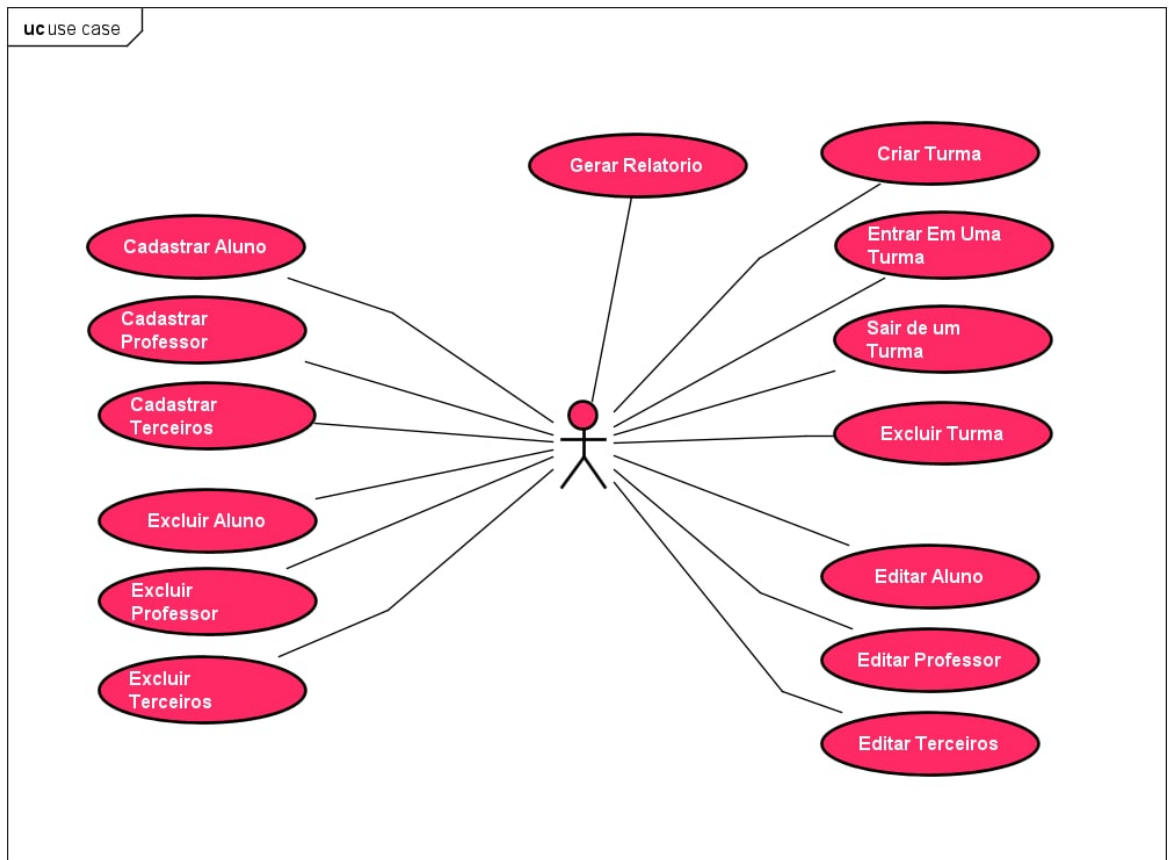 uc use case
Gerar Relatorio
Criar Turma
Cadastrar Aluno
Entrar Em Uma
Turma
Cadastrar
Professor
Sair de um
Turma
Cadastrar
Terceiros
Excluir Turma
Excluir Aluno
Editar Aluno
Excluir
Professor
Editar Professor
Excluir
Terceiros
Editar Terceiros